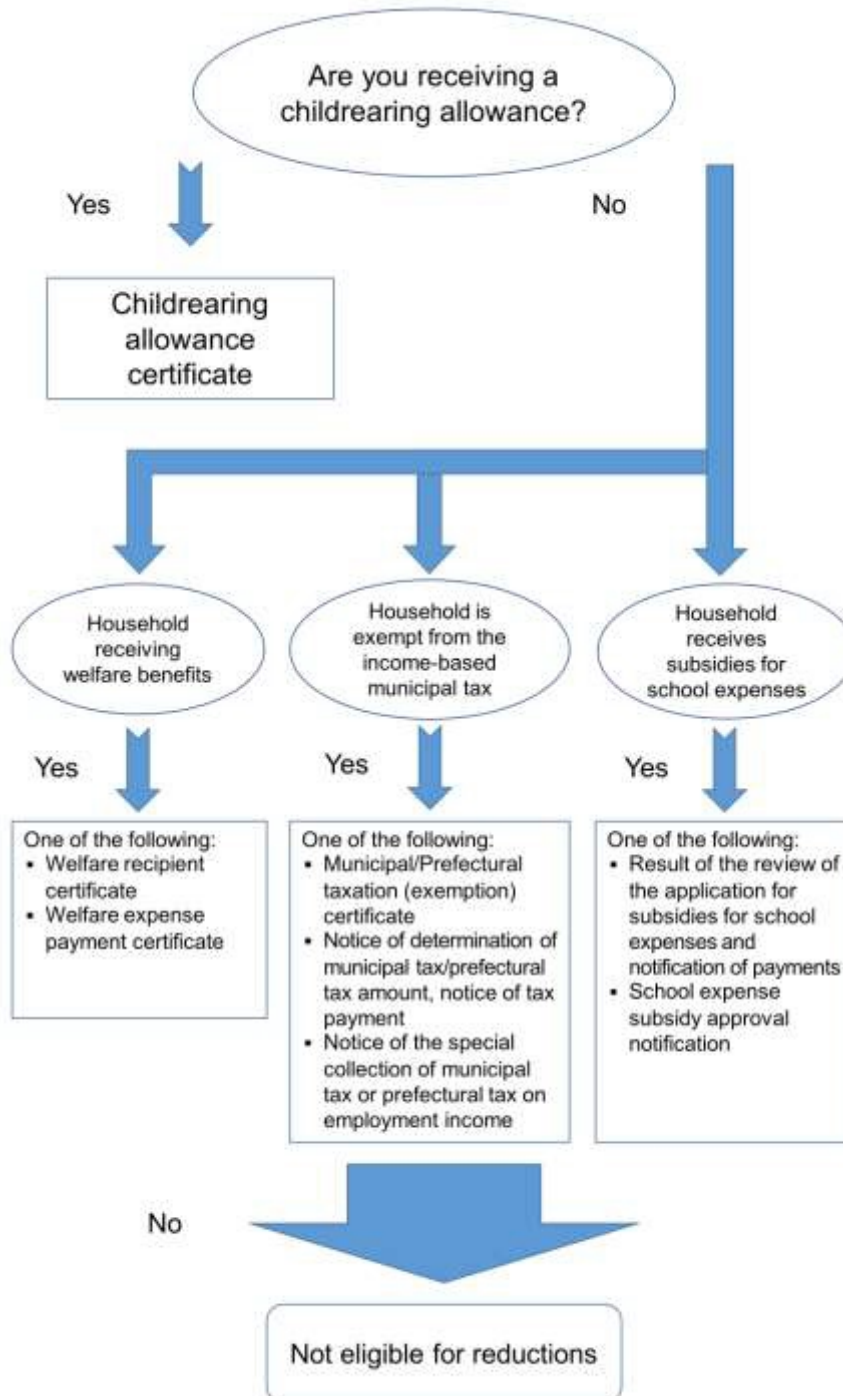 Are you receiving a
childrearing allowance?
Yes
No
Childrearing
allowance
certificate
Household
receiving
welfare benefits
Household is
exempt from the
income-based
municipal tax
Household
receives
subsidies for
school expenses
Yes
Yes
Yes
One of the following:
▪ Welfare recipient
certificate
▪ Welfare expense
payment certificate
One of the following:
▪ Municipal/Prefectural
taxation (exemption)
certificate
▪ Notice of determination of
municipal tax/prefectural
tax amount, notice of tax
payment
▪ Notice of the special
collection of municipal
tax or prefectural tax on
employment income
One of the following:
▪ Result of the review of
the application for
subsidies for school
expenses and
notification of payments
▪ School expense
subsidy approval
notification
No
Not eligible for reductions